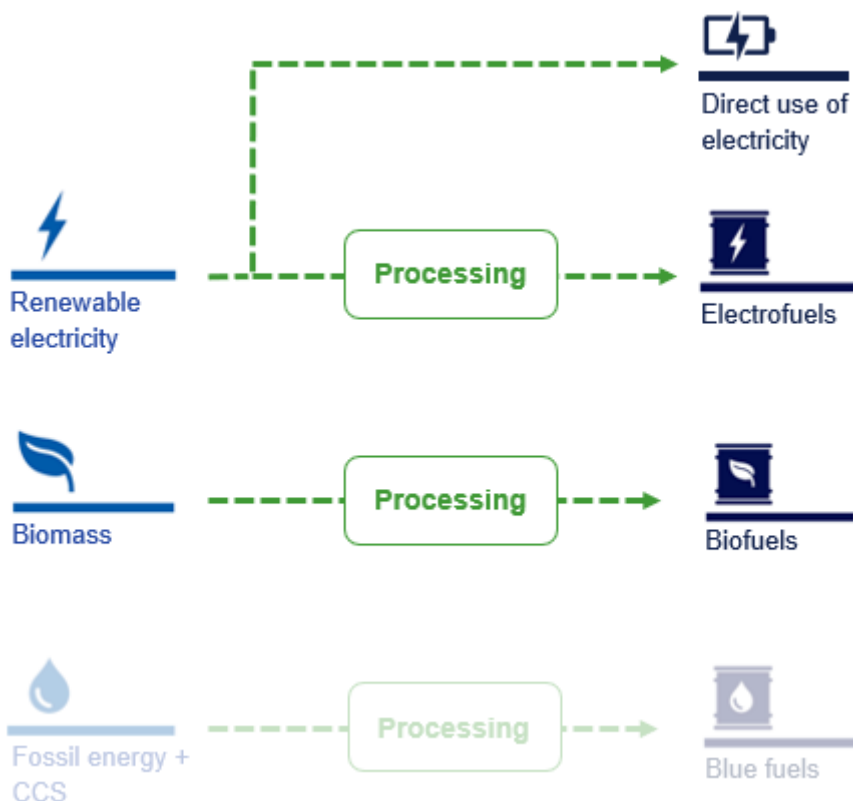 Direct use of
electricity
Processing
Renewable
electricity
Electrofuels
Processing
Biomass
Biofuels
Processing
Fossil energy +
CCS
Blue fuels